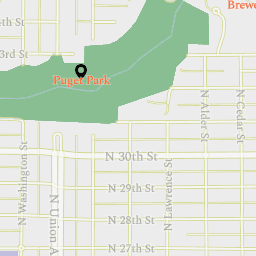 Brewe
3rd St
Puget Park
N Alder St
N Cedar St
N 30th St
N Washington St
N Union A
N Lawrence St
N 29th St
N 28th St
N 27th St